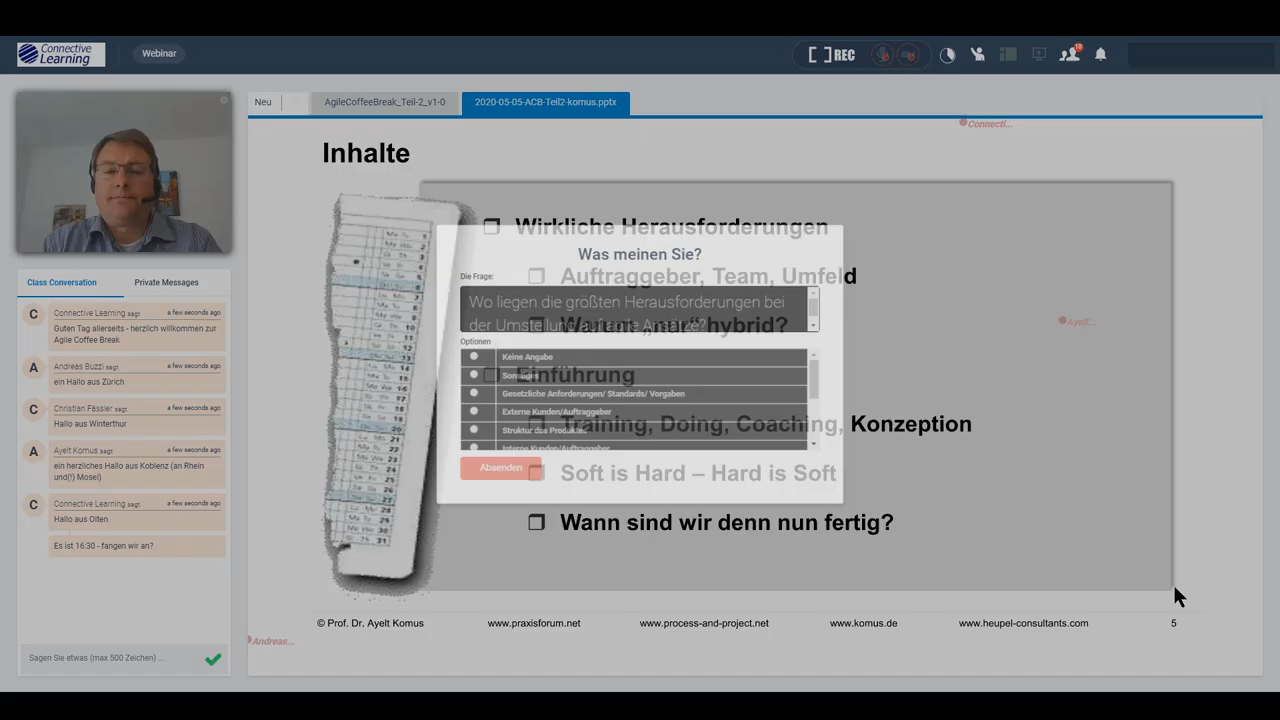 Connective
Learning
Webinar
[ ] REC
Neu
AgileCoffeeBreak_Teil-2_v1-0
2020-05-05-ACB-Teil2-komus.pptx
Connecti...
Inhalte
Wirkliche Herausforderungen
Auftraggeber, Team, Umfeld
Warum „nur“ hybrid?
Einführung
Training, Doing, Coaching, Konzeption
Soft is Hard – Hard is Soft
Wann sind wir denn nun fertig?
Ayelt...
Andreas...
Was meinen Sie?
Die Frage:
Wo liegen die größten Herausforderungen bei
der Umstellung auf agile Ansätze?
Optionen
Keine Angabe
Sonstiges
Gesetzliche Anforderungen/ Standards/ Vorgaben
Externe Kunden/Auftraggeber
Struktur des Produktes
Interne Kunden/Auftraggeber
Absenden
© Prof. Dr. Ayelt Komus
www.praxisforum.net
www.process-and-project.net
www.komus.de
www.heupel-consultants.com
5
Class Conversation
Private Messages
C
Connective Learning sagt
a few seconds ago
Guten Tag allerseits - herzlich willkommen zur
Agile Coffee Break
A
Andreas Buzzi sagt
a few seconds ago
ein Hallo aus Zürich
C
Christian Fässler sagt
a few seconds ago
Hallo aus Winterthur
A
Ayelt Komus sagt
a few seconds ago
ein herzliches Hallo aus Koblenz (an Rhein
und(!) Mosel)
C
Connective Learning sagt
a few seconds ago
Hallo aus Olten
Es ist 16:30 - fangen wir an?
Sagen Sie etwas (max 500 Zeichen) ...